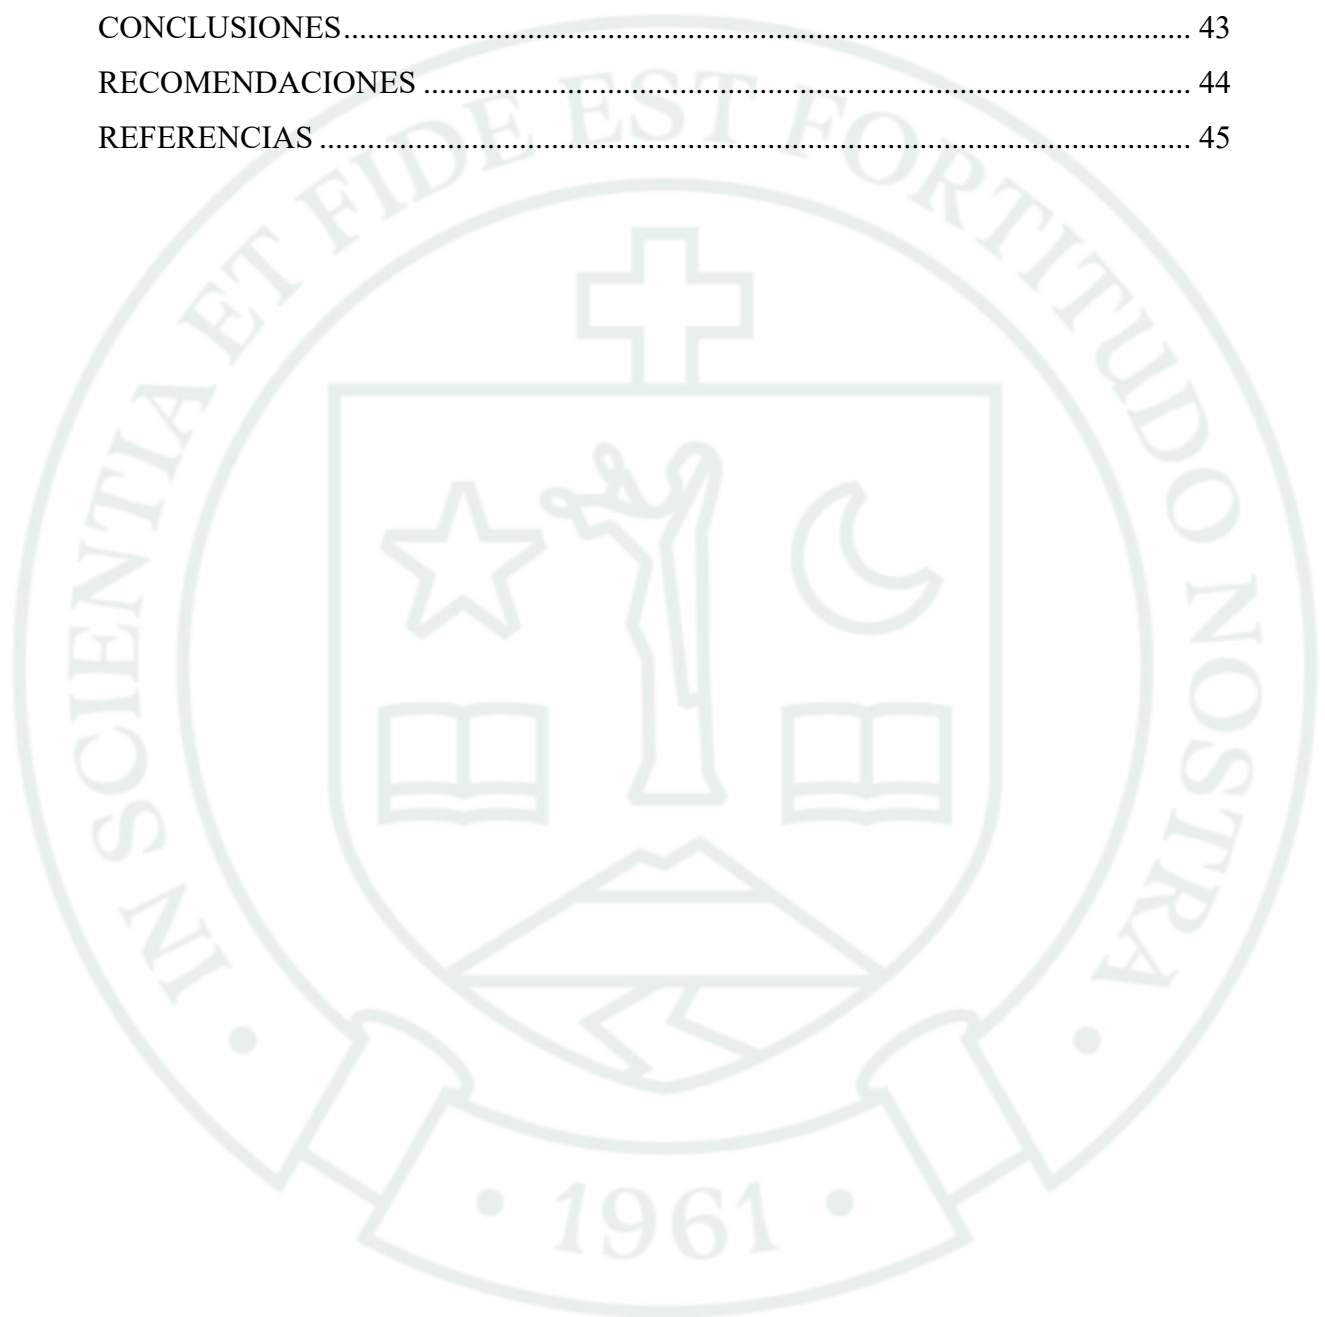 CONCLUSIONES.......................................................................................................... 43
RECOMENDACIONES ................................................................................................ 44
REFERENCIAS ............................................................................................................. 45
IN SCIENTIA ET FIDE EST FORTITUDO NOSTRA
• 1961 •